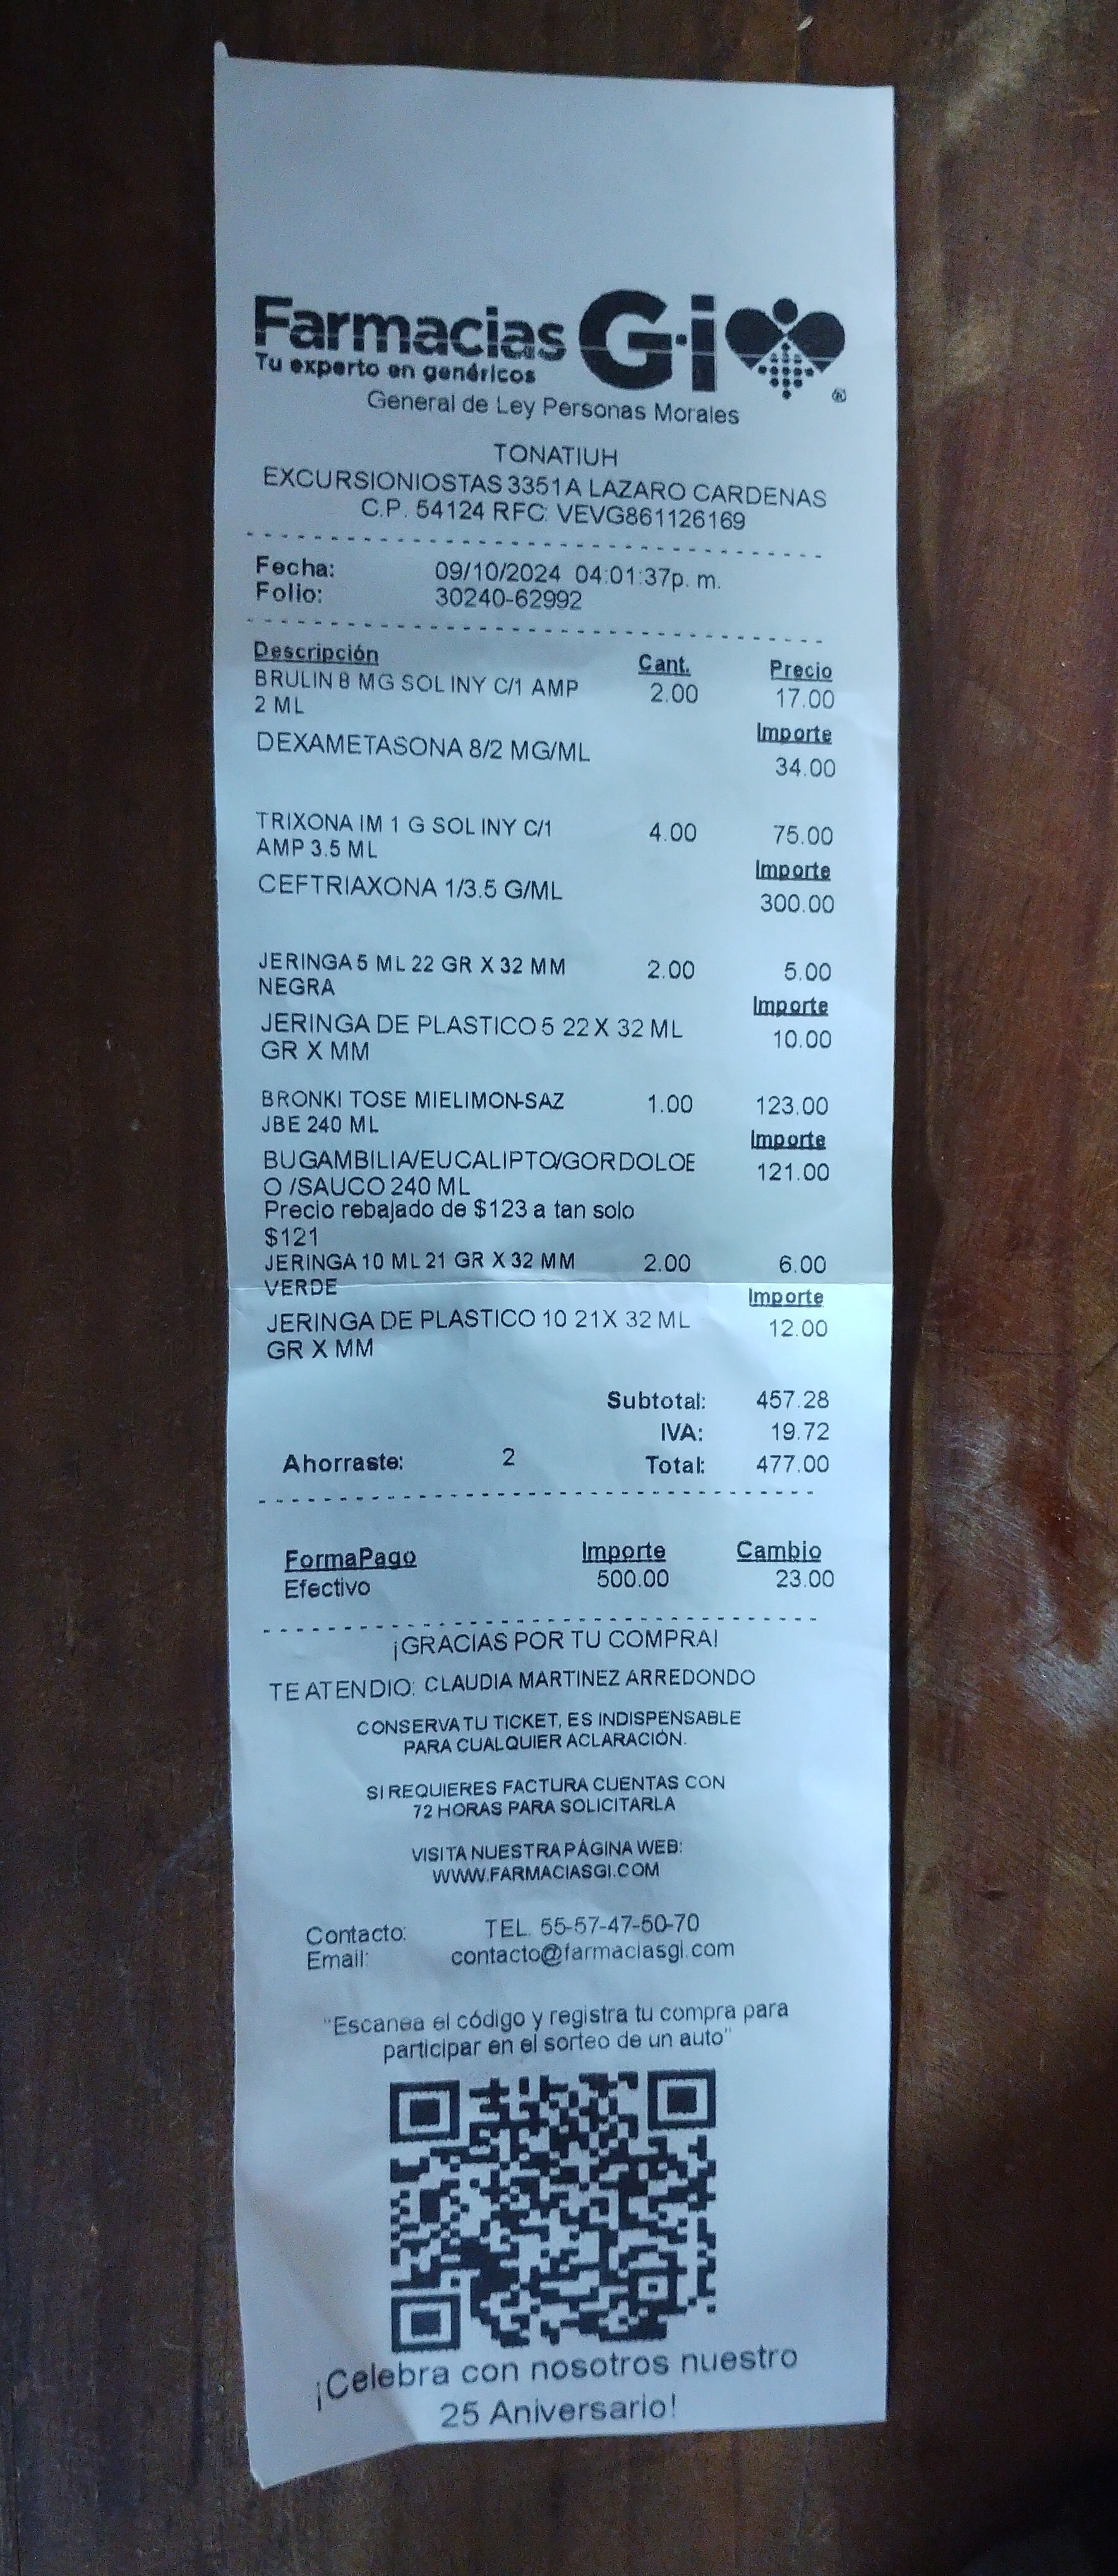 Farmacias G·i
Tu experto en genéricos
®
General de Ley Personas Morales
TONATIUH
EXCURSIONIOSTAS 3351A LAZARO CARDENAS
C.P. 54124 RFC: VEVG861126169
Fecha: 09/10/2024 04:01:37p. m.
Folio: 30240-62992
Descripción Cant. Precio
BRULIN 8 MG SOL INY C/1 AMP 2.00 17.00
2 ML
Importe
DEXAMETASONA 8/2 MG/ML 34.00
TRIXONA IM 1 G SOL INY C/1 4.00 75.00
AMP 3.5 ML
Importe
CEFTRIAXONA 1/3.5 G/ML 300.00
JERINGA 5 ML 22 GR X 32 MM 2.00 5.00
NEGRA
Importe
JERINGA DE PLASTICO 5 22 X 32 ML 10.00
GR X MM
BRONKI TOSE MIELIMON-SAZ 1.00 123.00
JBE 240 ML
Importe
BUGAMBILIA/EUCALIPTO/GORDOLOE 121.00
O /SAUCO 240 ML
Precio rebajado de $123 a tan solo
$121
JERINGA 10 ML 21 GR X 32 MM 2.00 6.00
VERDE
Importe
JERINGA DE PLASTICO 10 21X 32 ML 12.00
GR X MM
Subtotal: 457.28
IVA: 19.72
Ahorraste: 2 Total: 477.00
FormaPago Importe Cambio
Efectivo 500.00 23.00
¡GRACIAS POR TU COMPRA!
TE ATENDIO: CLAUDIA MARTINEZ ARREDONDO
CONSERVA TU TICKET, ES INDISPENSABLE
PARA CUALQUIER ACLARACIÓN.
SI REQUIERES FACTURA CUENTAS CON
72 HORAS PARA SOLICITARLA
VISITA NUESTRA PÁGINA WEB:
WWW.FARMACIASGI.COM
Contacto: TEL. 55-57-47-50-70
Email: contacto@farmaciasgi.com
"Escanea el código y registra tu compra para
participar en el sorteo de un auto"
¡Celebra con nosotros nuestro
25 Aniversario!